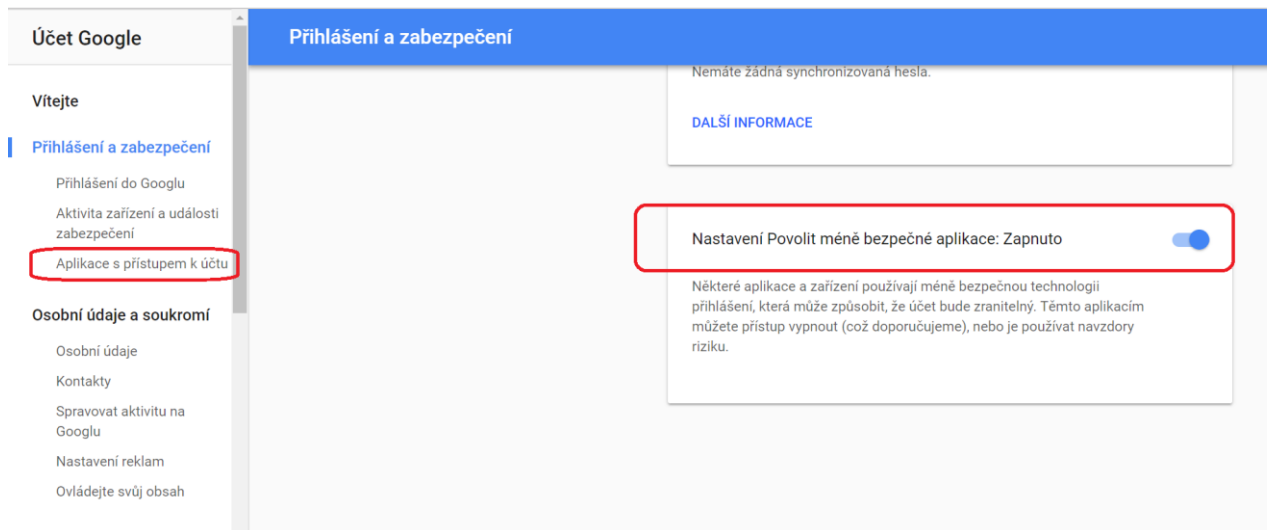 Účet Google
Přihlášení a zabezpečení
Vítejte
Přihlášení a zabezpečení
Přihlášení do Googlu
Aktivita zařízení a události
zabezpečení
Aplikace s přístupem k účtu
Osobní údaje a soukromí
Osobní údaje
Kontakty
Spravovat aktivitu na
Googlu
Nastavení reklam
Ovládejte svůj obsah
Nemáte žádná synchronizovaná hesla.
DALŠÍ INFORMACE
Nastavení Povolit méně bezpečné aplikace: Zapnuto
Některé aplikace a zařízení používají méně bezpečnou technologii
přihlášení, která může způsobit, že účet bude zranitelný. Těmto aplikacím
můžete přístup vypnout (což doporučujeme), nebo je používat navzdory
riziku.